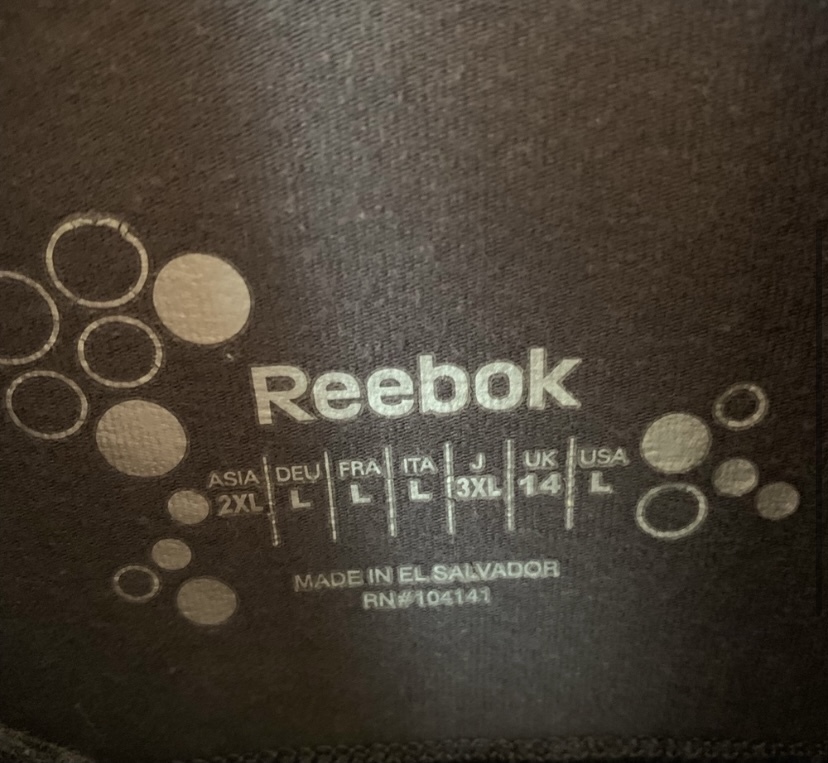 Reebok
ASIA DEU FRA ITA J UK USA
2XL L L L 3XL 14 L
MADE IN EL SALVADOR
RN#104141